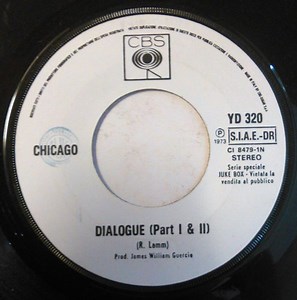 CBS
YD 320
CHICAGO
℗
1973
S.I.A.E.-DR
CI 8479-1N
STEREO
Serie speciale
JUKE BOX - Vietata la
vendita al pubblico
DIALOGUE (Part I & II)
(R. Lamm)
Prod. James William Guercio